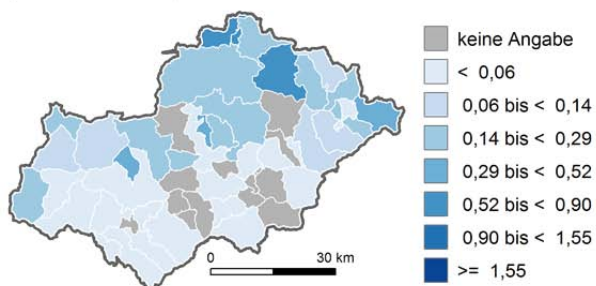 keine Angabe
< 0,06
0,06 bis < 0,14
0,14 bis < 0,29
0,29 bis < 0,52
0,52 bis < 0,90
0,90 bis < 1,55
>= 1,55
0 30 km